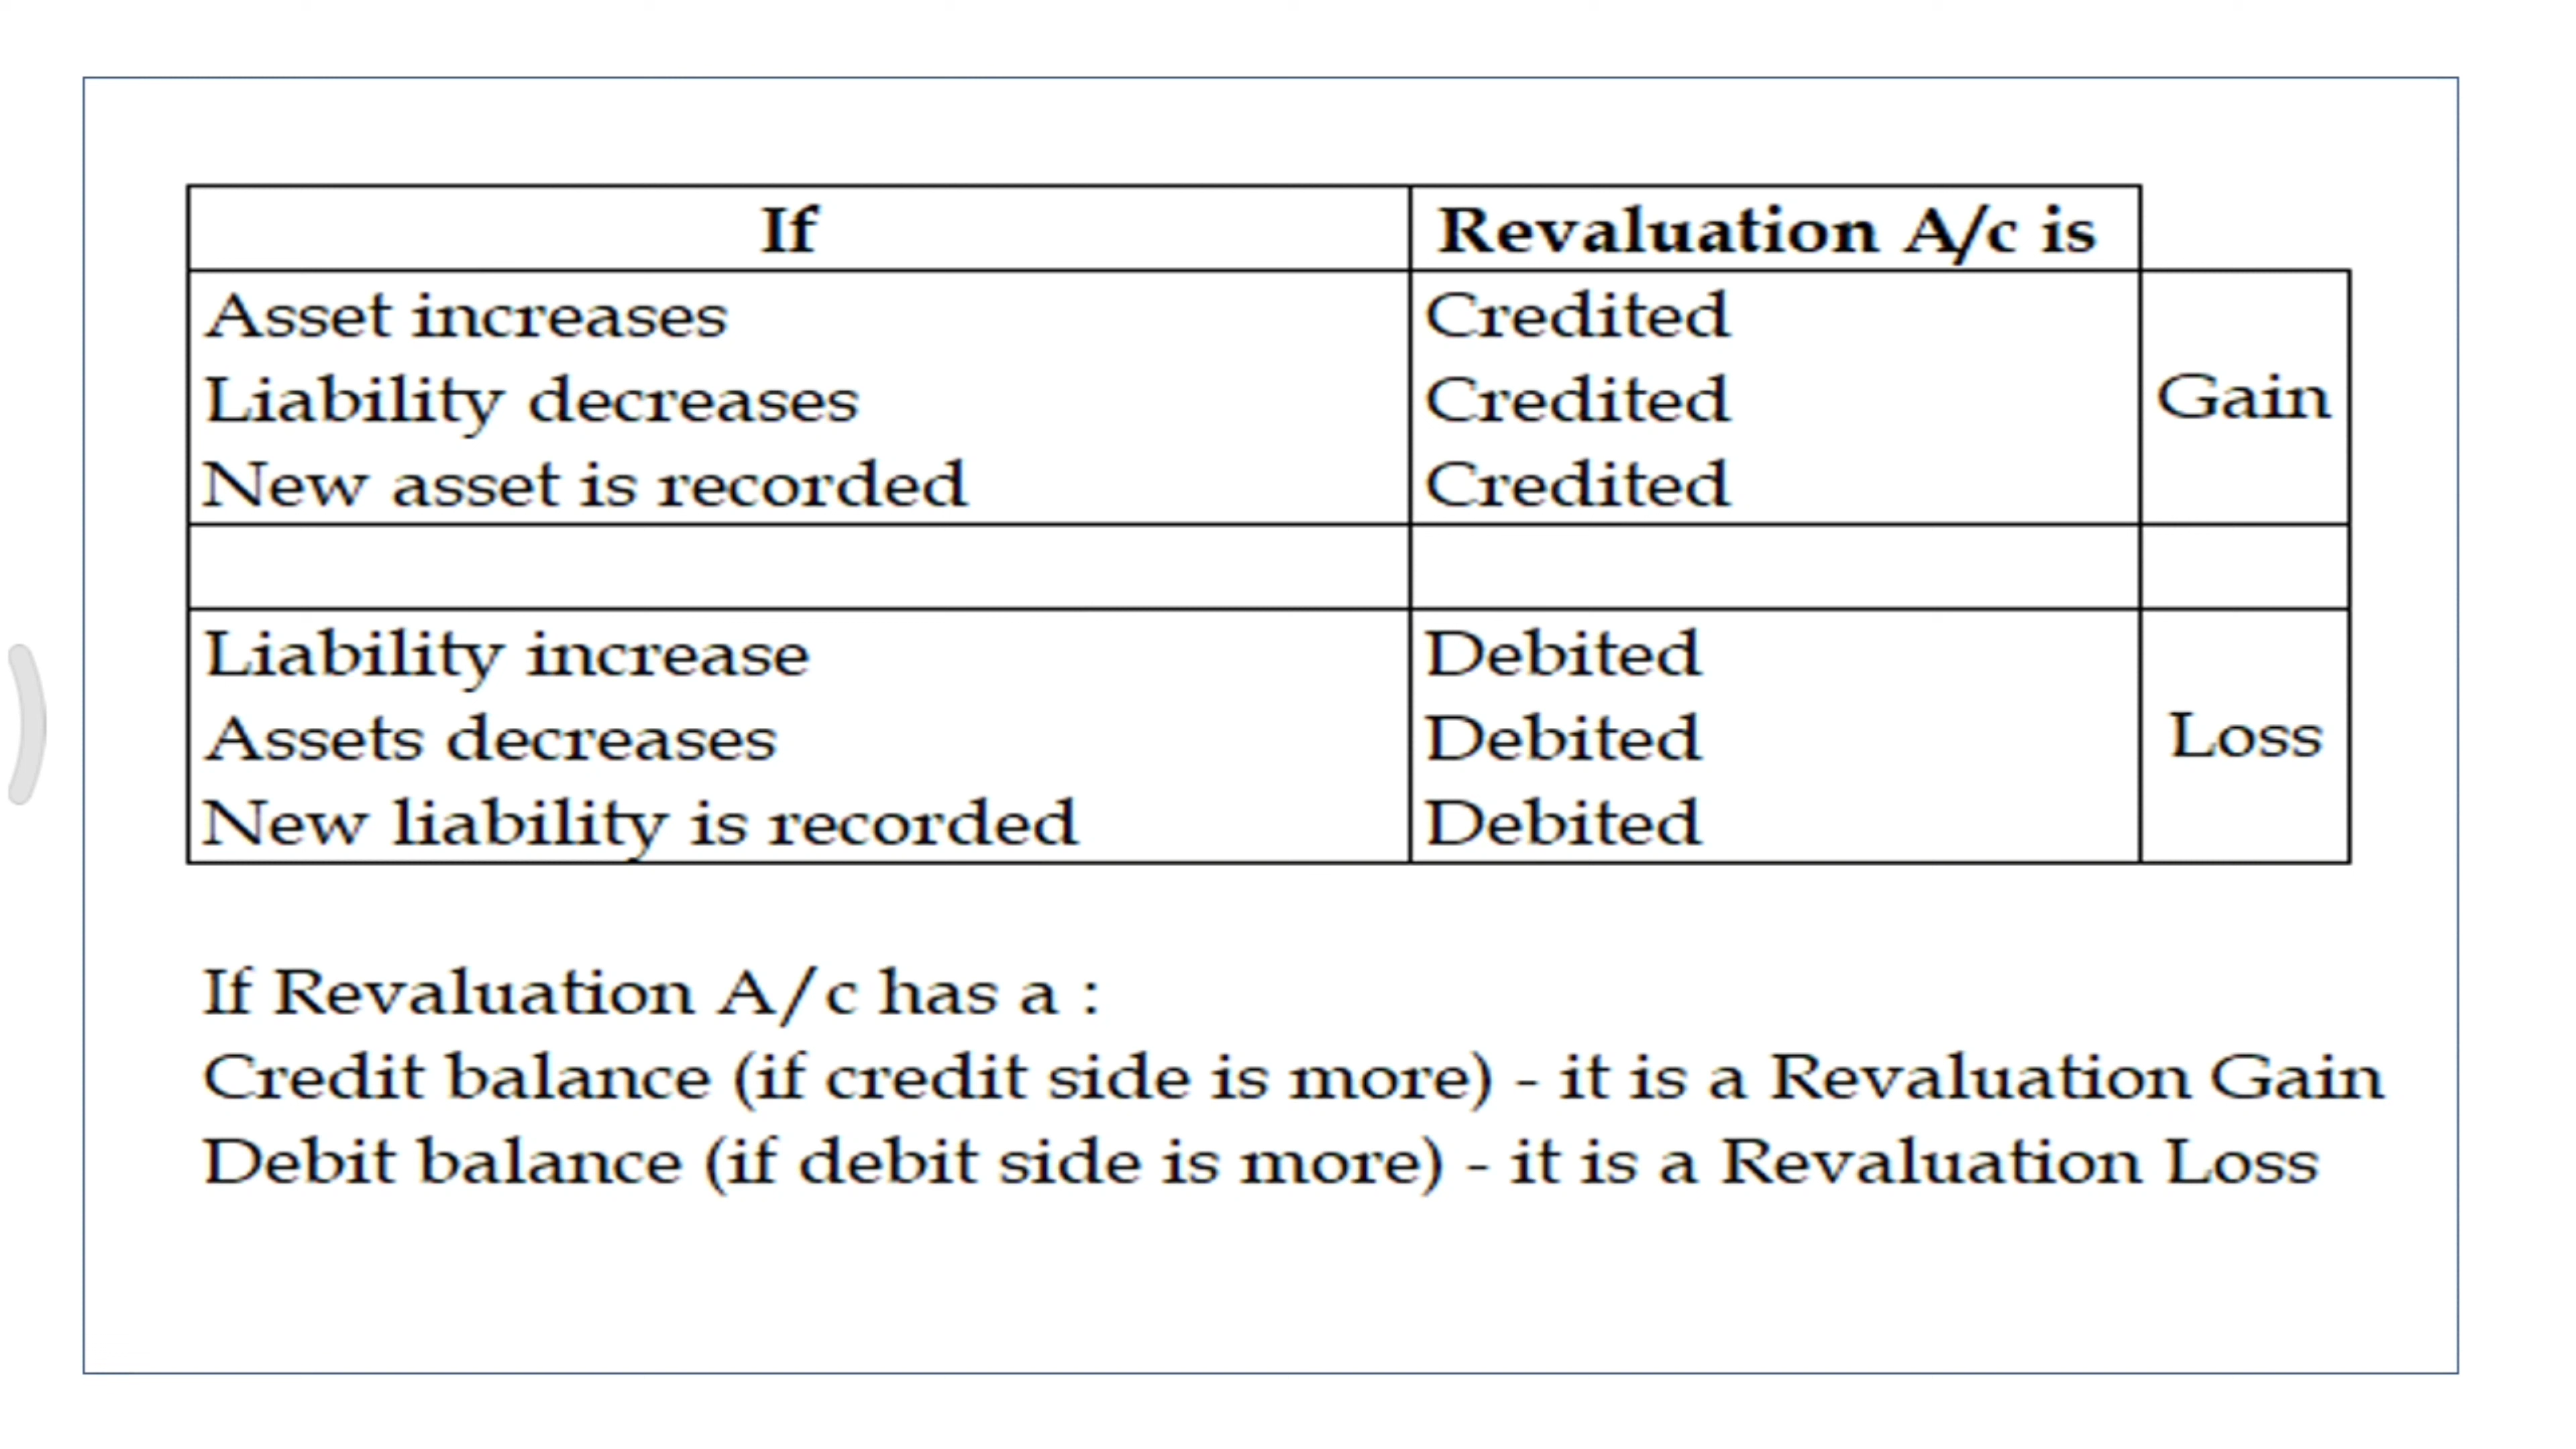 If Revaluation A/c is
Asset increases Credited
Liability decreases Credited Gain
New asset is recorded Credited
Liability increase Debited
Assets decreases Debited Loss
New liability is recorded Debited
If Revaluation A/c has a :
Credit balance (if credit side is more) - it is a Revaluation Gain
Debit balance (if debit side is more) - it is a Revaluation Loss